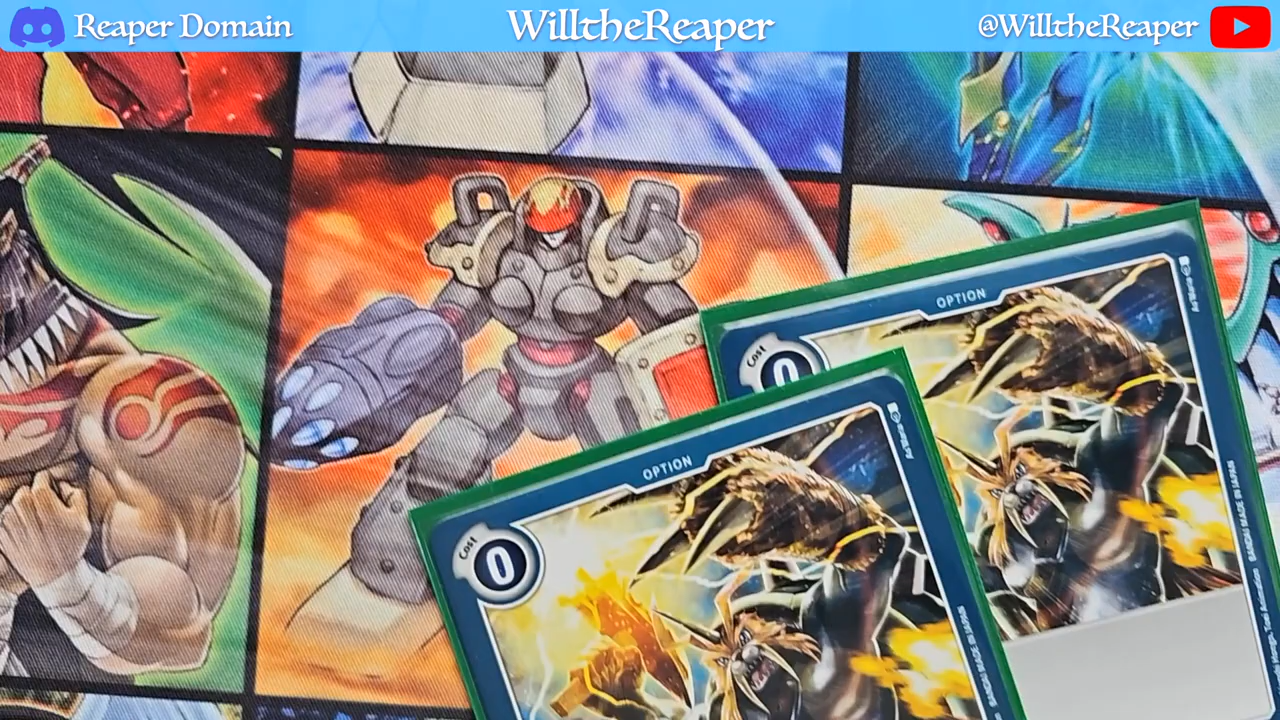 Reaper Domain
WilltheReaper
@WilltheReaper
OPTION
Cost
0
BANDAI MADE IN JAPAN
OPTION
Cost
0
BANDAI MADE IN JAPAN